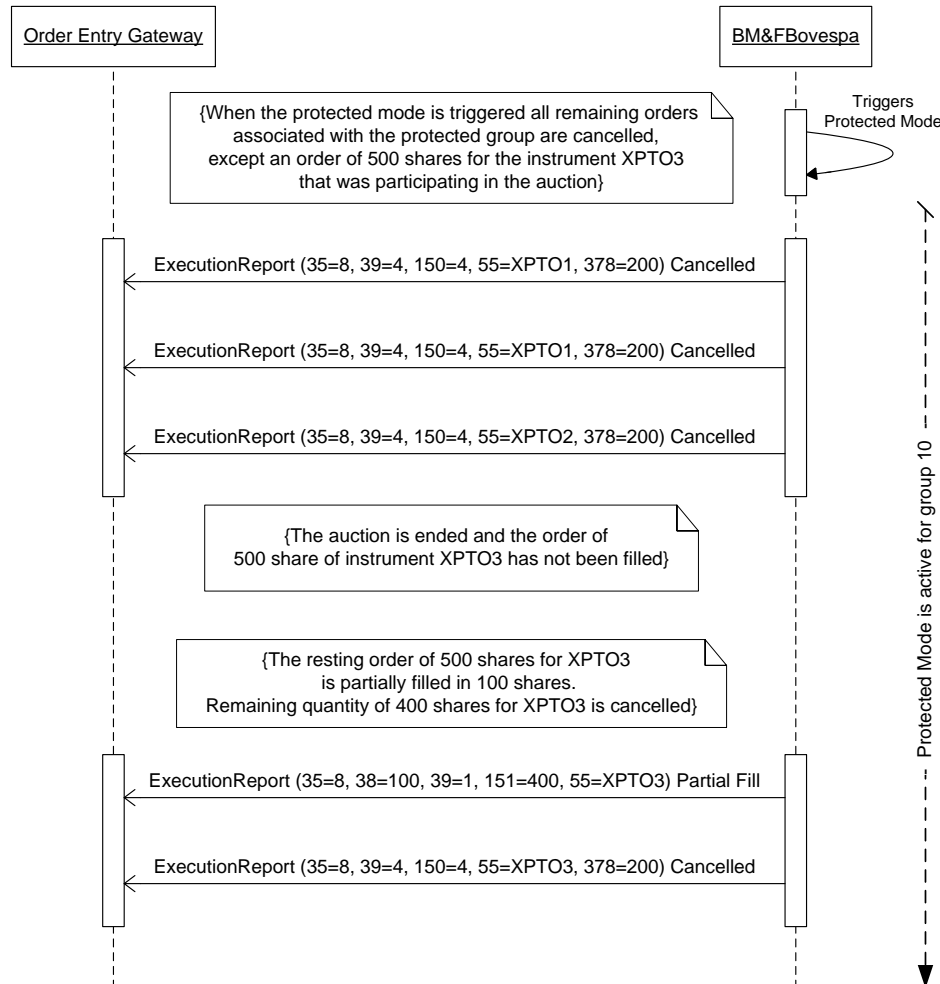 Order Entry Gateway
BM&FBovespa
{When the protected mode is triggered all remaining orders
associated with the protected group are cancelled,
except an order of 500 shares for the instrument XPTO3
that was participating in the auction}
Triggers
Protected Mode
ExecutionReport (35=8, 39=4, 150=4, 55=XPTO1, 378=200) Cancelled
ExecutionReport (35=8, 39=4, 150=4, 55=XPTO1, 378=200) Cancelled
ExecutionReport (35=8, 39=4, 150=4, 55=XPTO2, 378=200) Cancelled
{The auction is ended and the order of
500 share of instrument XPTO3 has not been filled}
{The resting order of 500 shares for XPTO3
is partially filled in 100 shares.
Remaining quantity of 400 shares for XPTO3 is cancelled}
ExecutionReport (35=8, 38=100, 39=1, 151=400, 55=XPTO3) Partial Fill
ExecutionReport (35=8, 39=4, 150=4, 55=XPTO3, 378=200) Cancelled
Protected Mode is active for group 10